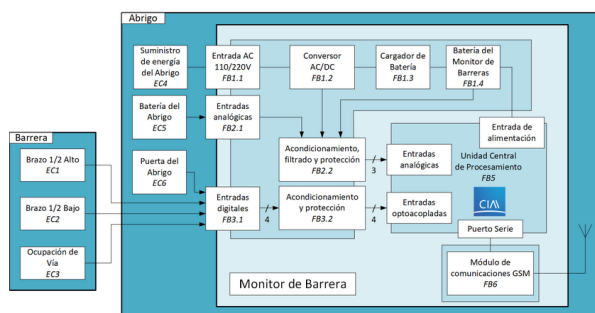 Abrigo
Suministro
de energía
del Abrigo
EC4
Entrada AC
110/220V
FB1.1
Conversor
AC/DC
FB1.2
Cargador de
Batería
FB1.3
Batería del
Monitor de
Barreras
FB1.4
Batería del
Abrigo
EC5
Entradas
analógicas
FB2.1
Entrada de
alimentación
Barrera
Brazo 1/2 Alto
EC1
Puerta del
Abrigo
EC6
Acondicionamiento,
filtrado y protección
FB2.2
3
Entradas
analógicas
Unidad Central
de Procesamiento
FB5
Brazo 1/2 Bajo
EC2
Entradas
digitales
FB3.1
4
Acondicionamiento
y protección
FB3.2
4
Entradas
optoacopladas
CIAA
Puerto Serie
Ocupación de
Vía
EC3
Monitor de Barrera
Módulo de
comunicaciones GSM
FB6